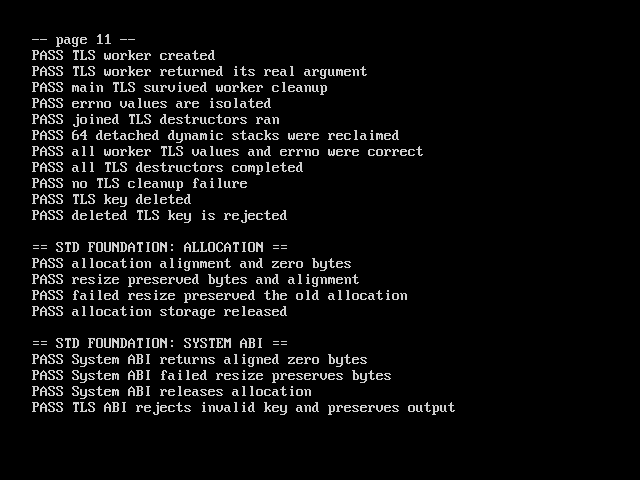 -- page 11 --
PASS TLS worker created
PASS TLS worker returned its real argument
PASS main TLS survived worker cleanup
PASS errno values are isolated
PASS joined TLS destructors ran
PASS 64 detached dynamic stacks were reclaimed
PASS all worker TLS values and errno were correct
PASS all TLS destructors completed
PASS no TLS cleanup failure
PASS TLS key deleted
PASS deleted TLS key is rejected
== STD FOUNDATION: ALLOCATION ==
PASS allocation alignment and zero bytes
PASS resize preserved bytes and alignment
PASS failed resize preserved the old allocation
PASS allocation storage released
== STD FOUNDATION: SYSTEM ABI ==
PASS System ABI returns aligned zero bytes
PASS System ABI failed resize preserves bytes
PASS System ABI releases allocation
PASS TLS ABI rejects invalid key and preserves output